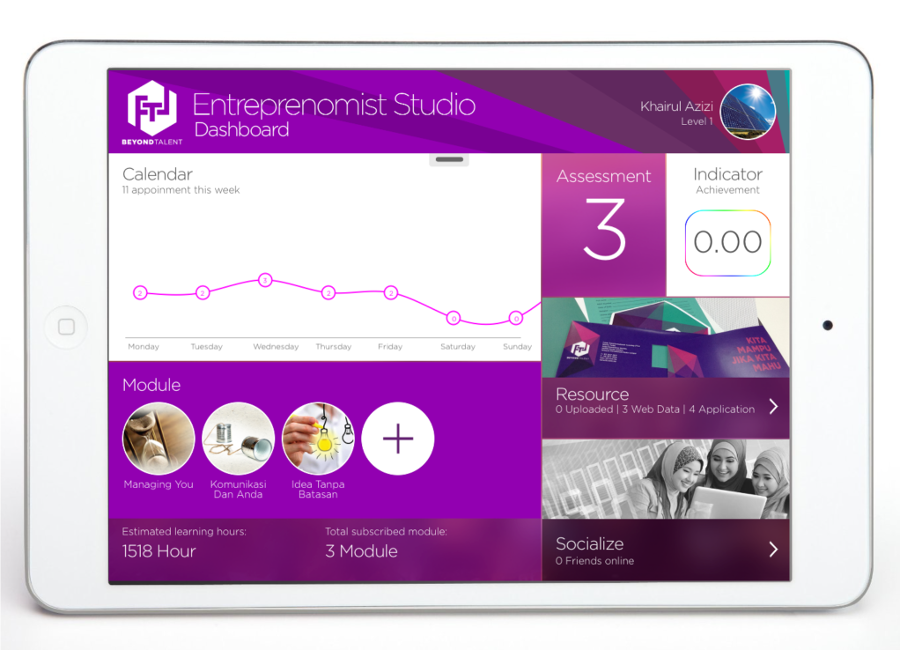 FTU
BEYONDTALENT
Entreprenomist Studio
Dashboard
Khairul Azizi
Level 1
Calendar
11 appoinment this week
2
2
3
2
2
0
0
Monday
Tuesday
Wednesday
Thursday
Friday
Saturday
Sunday
Assessment
3
Indicator
Achievement
0.00
KITA
MAMPU
JIKA KITA
MAHU
Resource
0 Uploaded | 3 Web Data | 4 Application
Module
Managing You
Komunikasi
Dan Anda
Idea Tanpa
Batasan
Estimated learning hours:
1518 Hour
Total subscribed module:
3 Module
Socialize
0 Friends online